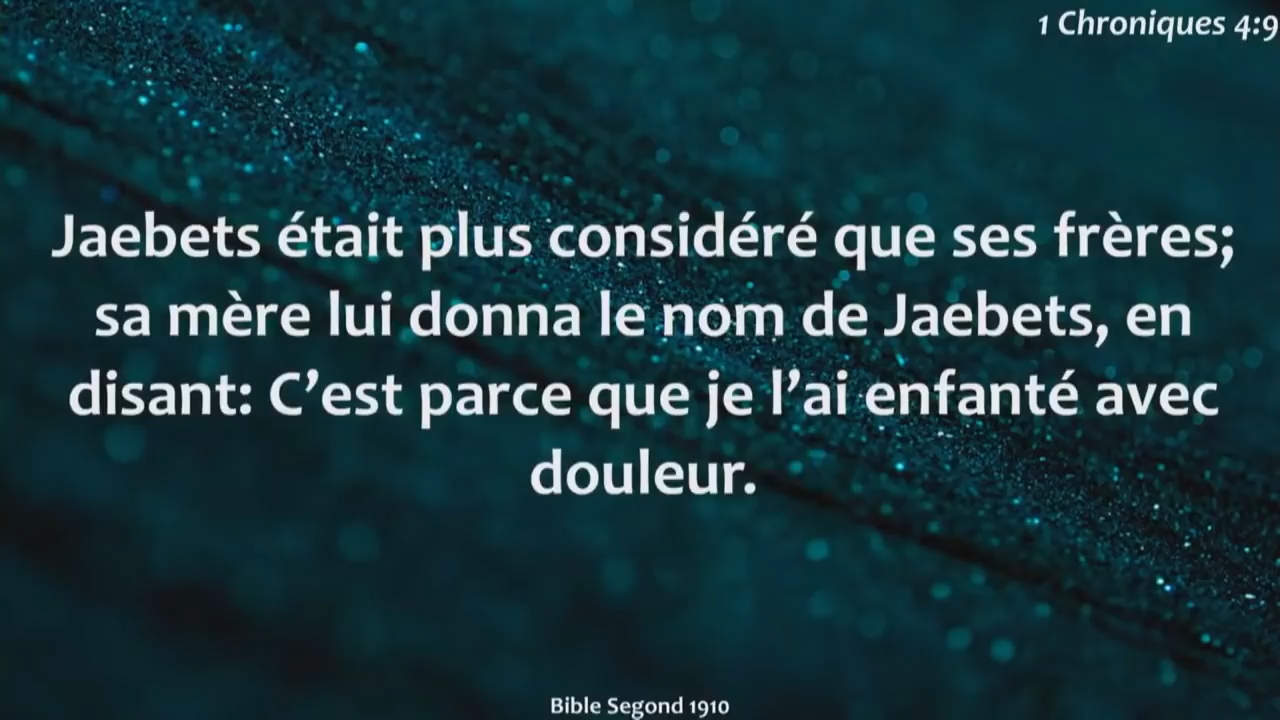 1 Chroniques 4:9
Jaebets était plus considéré que ses frères;
sa mère lui donna le nom de Jaebets, en
disant: C’est parce que je l’ai enfanté avec
douleur.
Bible Segond 1910